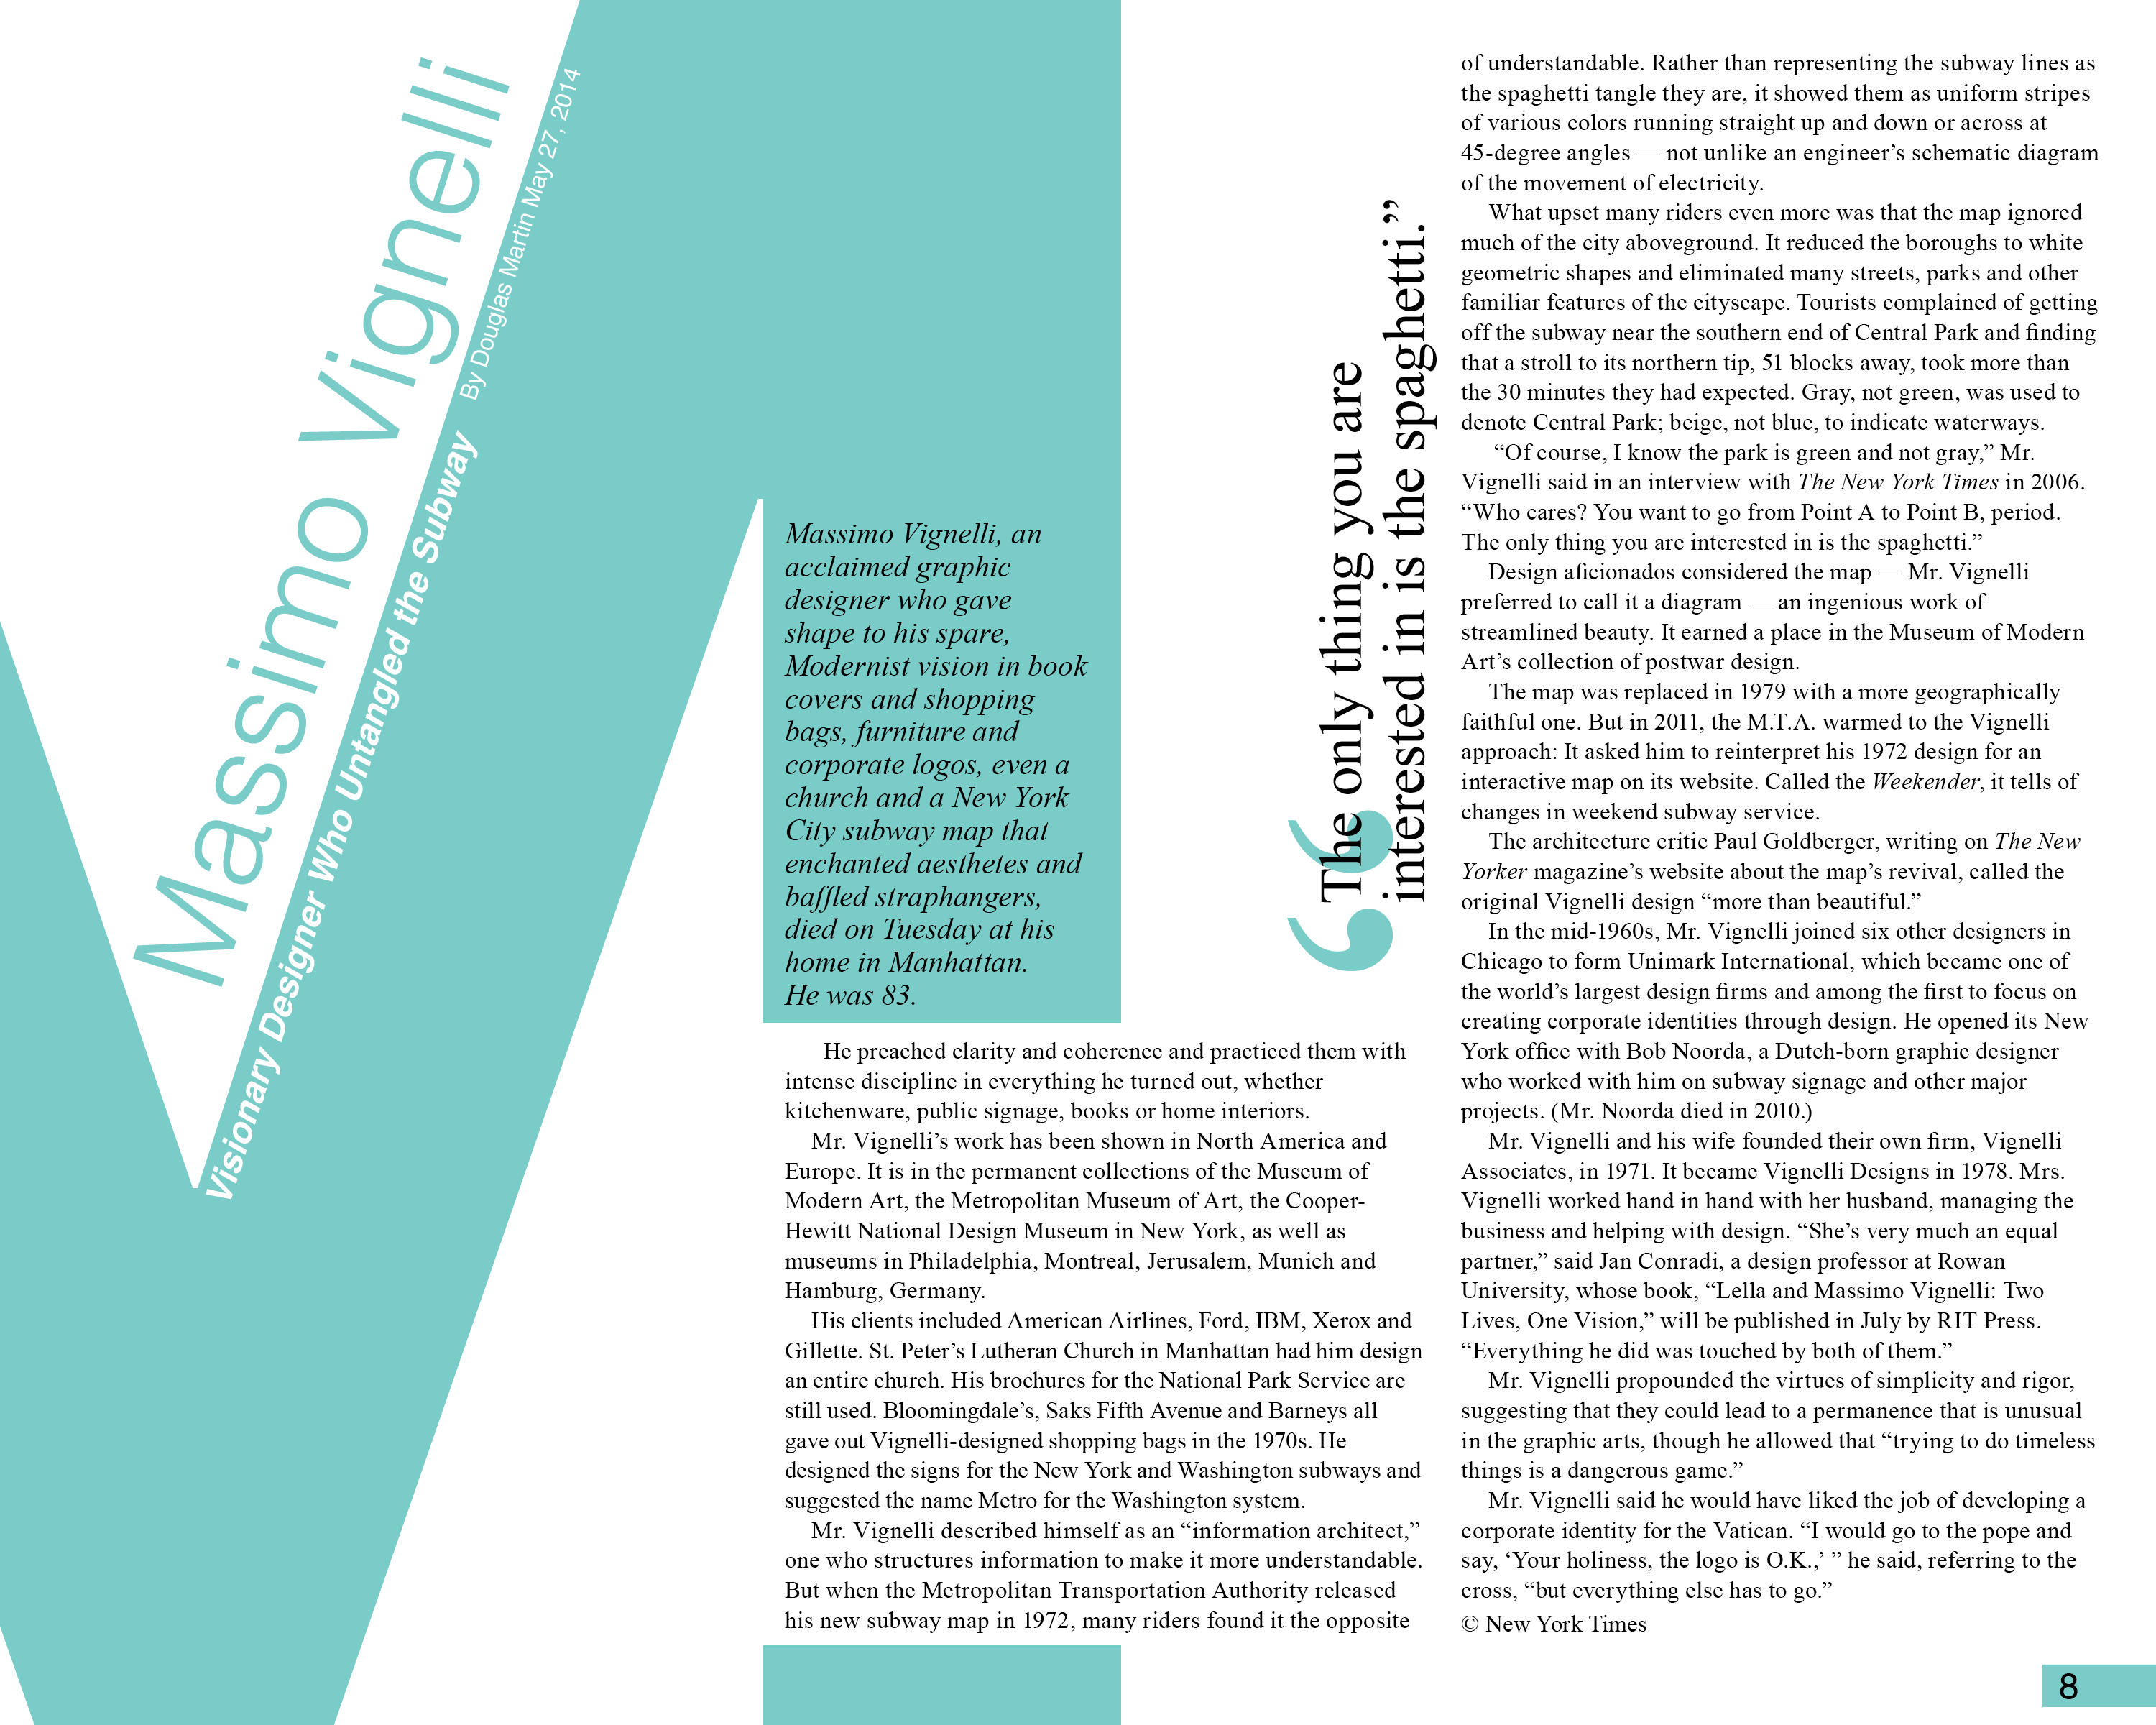 Massimo Vignelli
Visionary Designer Who Untangled the Subway By Douglas Martin May 27, 2014
Massimo Vignelli, an
acclaimed graphic
designer who gave
shape to his spare,
Modernist vision in book
covers and shopping
bags, furniture and
corporate logos, even a
church and a New York
City subway map that
enchanted aesthetes and
baffled straphangers,
died on Tuesday at his
home in Manhattan.
He was 83.
He preached clarity and coherence and practiced them with
intense discipline in everything he turned out, whether
kitchenware, public signage, books or home interiors.
Mr. Vignelli’s work has been shown in North America and
Europe. It is in the permanent collections of the Museum of
Modern Art, the Metropolitan Museum of Art, the Cooper-
Hewitt National Design Museum in New York, as well as
museums in Philadelphia, Montreal, Jerusalem, Munich and
Hamburg, Germany.
His clients included American Airlines, Ford, IBM, Xerox and
Gillette. St. Peter’s Lutheran Church in Manhattan had him design
an entire church. His brochures for the National Park Service are
still used. Bloomingdale’s, Saks Fifth Avenue and Barneys all
gave out Vignelli-designed shopping bags in the 1970s. He
designed the signs for the New York and Washington subways and
suggested the name Metro for the Washington system.
Mr. Vignelli described himself as an “information architect,”
one who structures information to make it more understandable.
But when the Metropolitan Transportation Authority released
his new subway map in 1972, many riders found it the opposite
“The only thing you are
interested in is the spaghetti.”
of understandable. Rather than representing the subway lines as
the spaghetti tangle they are, it showed them as uniform stripes
of various colors running straight up and down or across at
45-degree angles — not unlike an engineer’s schematic diagram
of the movement of electricity.
What upset many riders even more was that the map ignored
much of the city aboveground. It reduced the boroughs to white
geometric shapes and eliminated many streets, parks and other
familiar features of the cityscape. Tourists complained of getting
off the subway near the southern end of Central Park and finding
that a stroll to its northern tip, 51 blocks away, took more than
the 30 minutes they had expected. Gray, not green, was used to
denote Central Park; beige, not blue, to indicate waterways.
“Of course, I know the park is green and not gray,” Mr.
Vignelli said in an interview with The New York Times in 2006.
“Who cares? You want to go from Point A to Point B, period.
The only thing you are interested in is the spaghetti.”
Design aficionados considered the map — Mr. Vignelli
preferred to call it a diagram — an ingenious work of
streamlined beauty. It earned a place in the Museum of Modern
Art’s collection of postwar design.
The map was replaced in 1979 with a more geographically
faithful one. But in 2011, the M.T.A. warmed to the Vignelli
approach: It asked him to reinterpret his 1972 design for an
interactive map on its website. Called the Weekender, it tells of
changes in weekend subway service.
The architecture critic Paul Goldberger, writing on The New
Yorker magazine’s website about the map’s revival, called the
original Vignelli design “more than beautiful.”
In the mid-1960s, Mr. Vignelli joined six other designers in
Chicago to form Unimark International, which became one of
the world’s largest design firms and among the first to focus on
creating corporate identities through design. He opened its New
York office with Bob Noorda, a Dutch-born graphic designer
who worked with him on subway signage and other major
projects. (Mr. Noorda died in 2010.)
Mr. Vignelli and his wife founded their own firm, Vignelli
Associates, in 1971. It became Vignelli Designs in 1978. Mrs.
Vignelli worked hand in hand with her husband, managing the
business and helping with design. “She’s very much an equal
partner,” said Jan Conradi, a design professor at Rowan
University, whose book, “Lella and Massimo Vignelli: Two
Lives, One Vision,” will be published in July by RIT Press.
“Everything he did was touched by both of them.”
Mr. Vignelli propounded the virtues of simplicity and rigor,
suggesting that they could lead to a permanence that is unusual
in the graphic arts, though he allowed that “trying to do timeless
things is a dangerous game.”
Mr. Vignelli said he would have liked the job of developing a
corporate identity for the Vatican. “I would go to the pope and
say, ‘Your holiness, the logo is O.K.,’ ” he said, referring to the
cross, “but everything else has to go.”
© New York Times
8